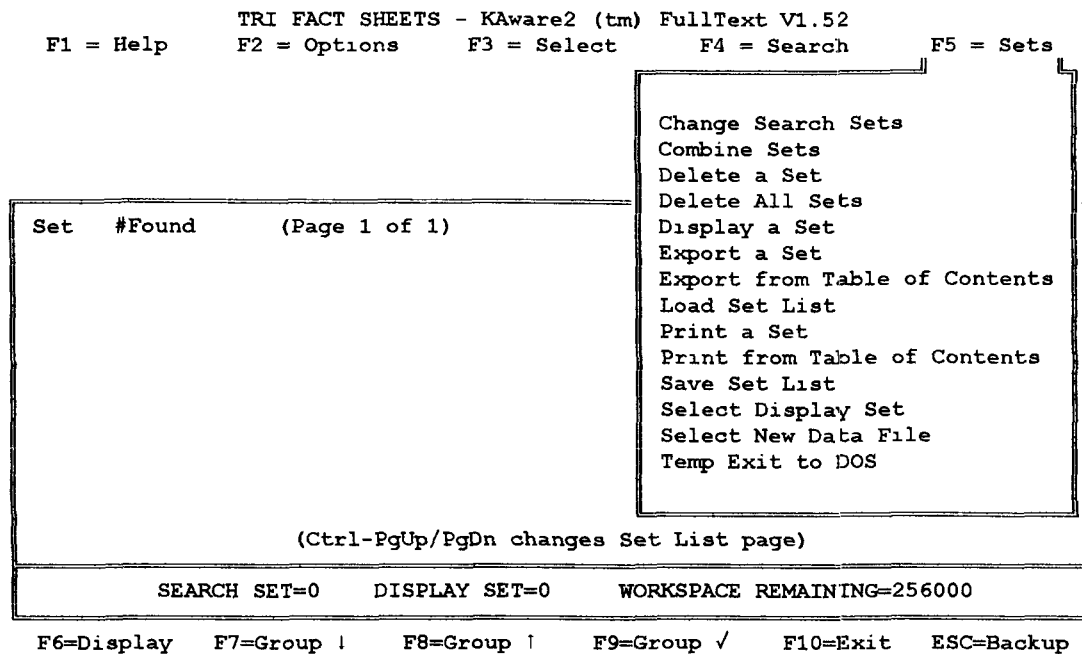 TRI FACT SHEETS - KAware2 (tm) FullText V1.52
F1 = Help F2 = Options F3 = Select F4 = Search F5 = Sets
Change Search Sets
Combine Sets
Delete a Set
Delete All Sets
Display a Set
Export a Set
Export from Table of Contents
Load Set List
Print a Set
Print from Table of Contents
Save Set List
Select Display Set
Select New Data File
Temp Exit to DOS
Set #Found (Page 1 of 1)
(Ctrl-PgUp/PgDn changes Set List page)
SEARCH SET=0 DISPLAY SET=0 WORKSPACE REMAINING=256000
F6=Display F7=Group ↓ F8=Group ↑ F9=Group √ F10=Exit ESC=Backup